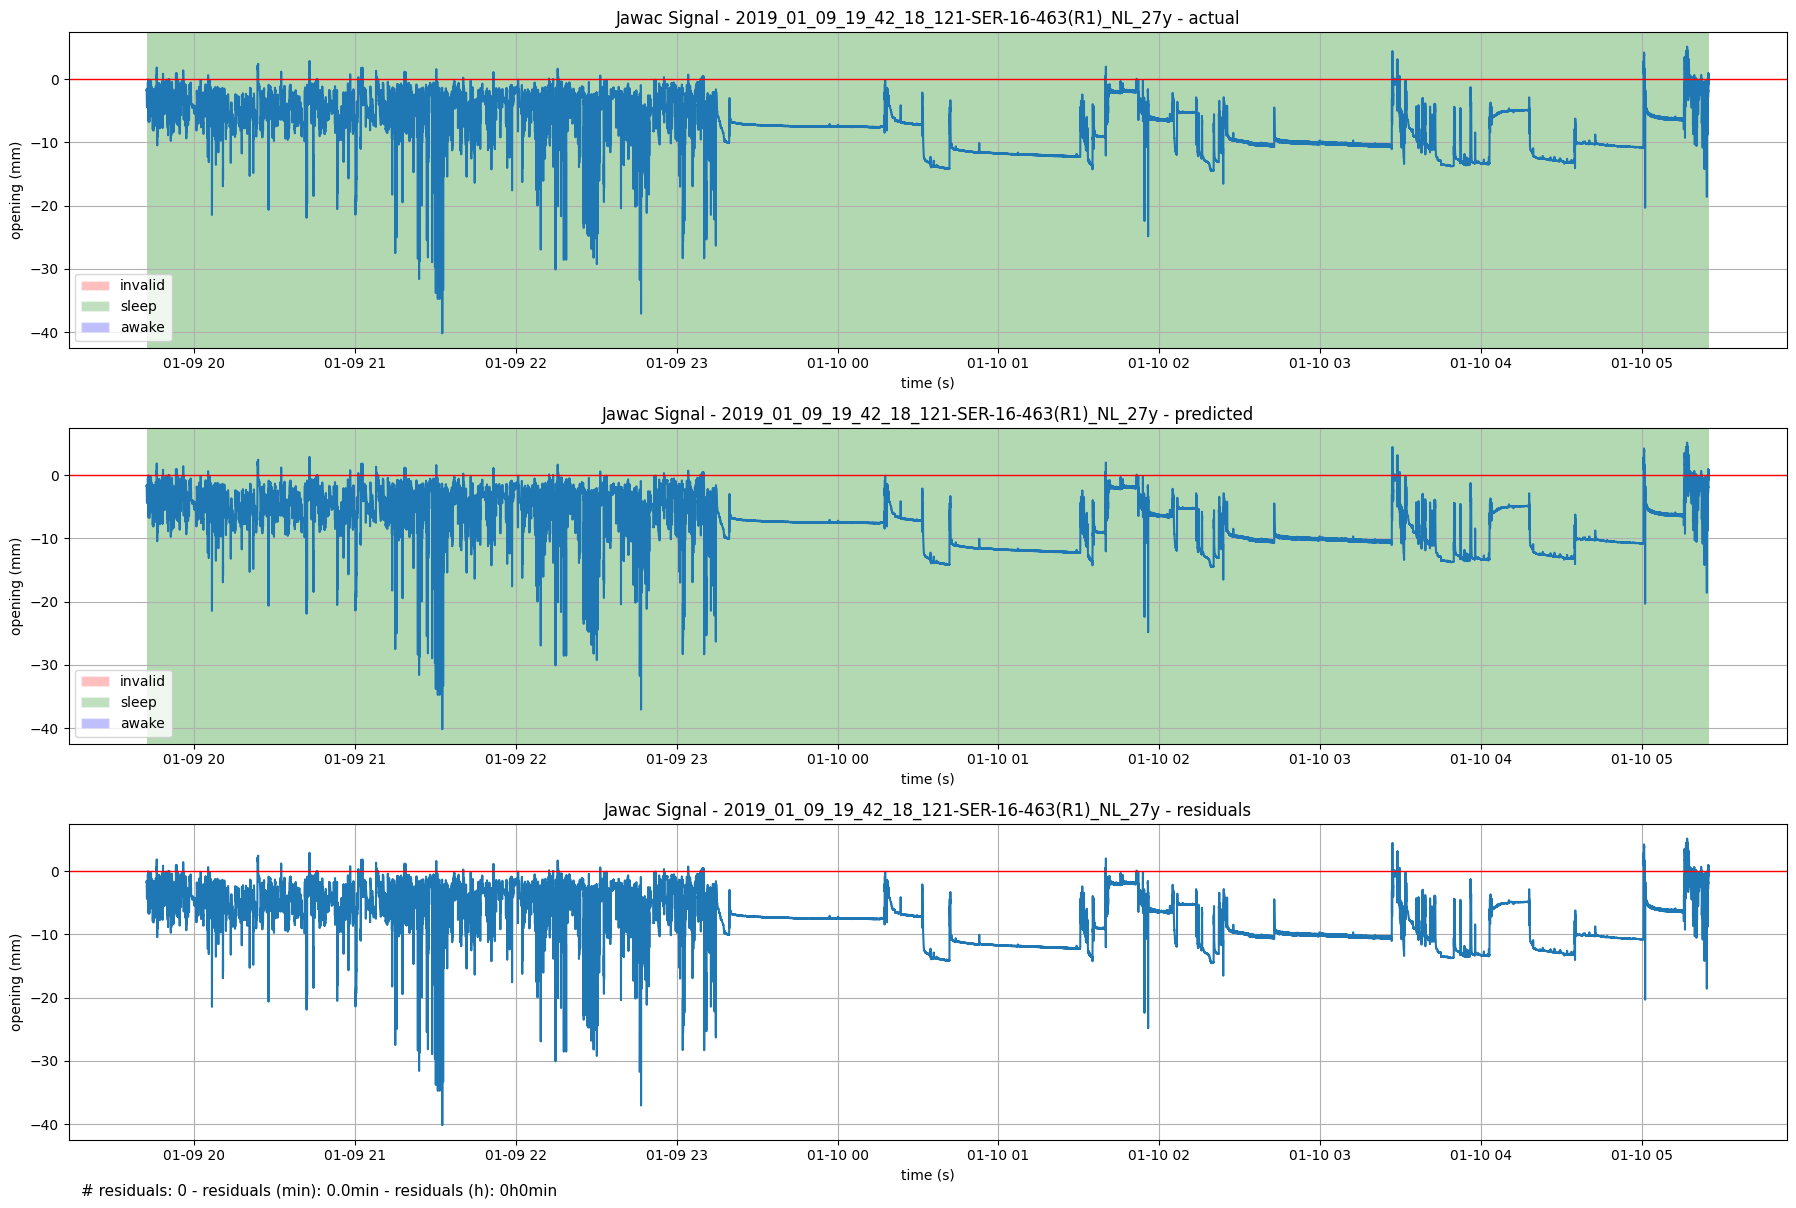 Jawac Signal - 2019_01_09_19_42_18_121-SER-16-463(R1)_NL_27y - actual
opening (mm)
0
−10
−20
−30
−40
invalid
sleep
awake
01-09 20 01-09 21 01-09 22 01-09 23 01-10 00 01-10 01 01-10 02 01-10 03 01-10 04 01-10 05
time (s)
Jawac Signal - 2019_01_09_19_42_18_121-SER-16-463(R1)_NL_27y - predicted
opening (mm)
0
−10
−20
−30
−40
invalid
sleep
awake
01-09 20 01-09 21 01-09 22 01-09 23 01-10 00 01-10 01 01-10 02 01-10 03 01-10 04 01-10 05
time (s)
Jawac Signal - 2019_01_09_19_42_18_121-SER-16-463(R1)_NL_27y - residuals
opening (mm)
0
−10
−20
−30
−40
01-09 20 01-09 21 01-09 22 01-09 23 01-10 00 01-10 01 01-10 02 01-10 03 01-10 04 01-10 05
time (s)
# residuals: 0 - residuals (min): 0.0min - residuals (h): 0h0min